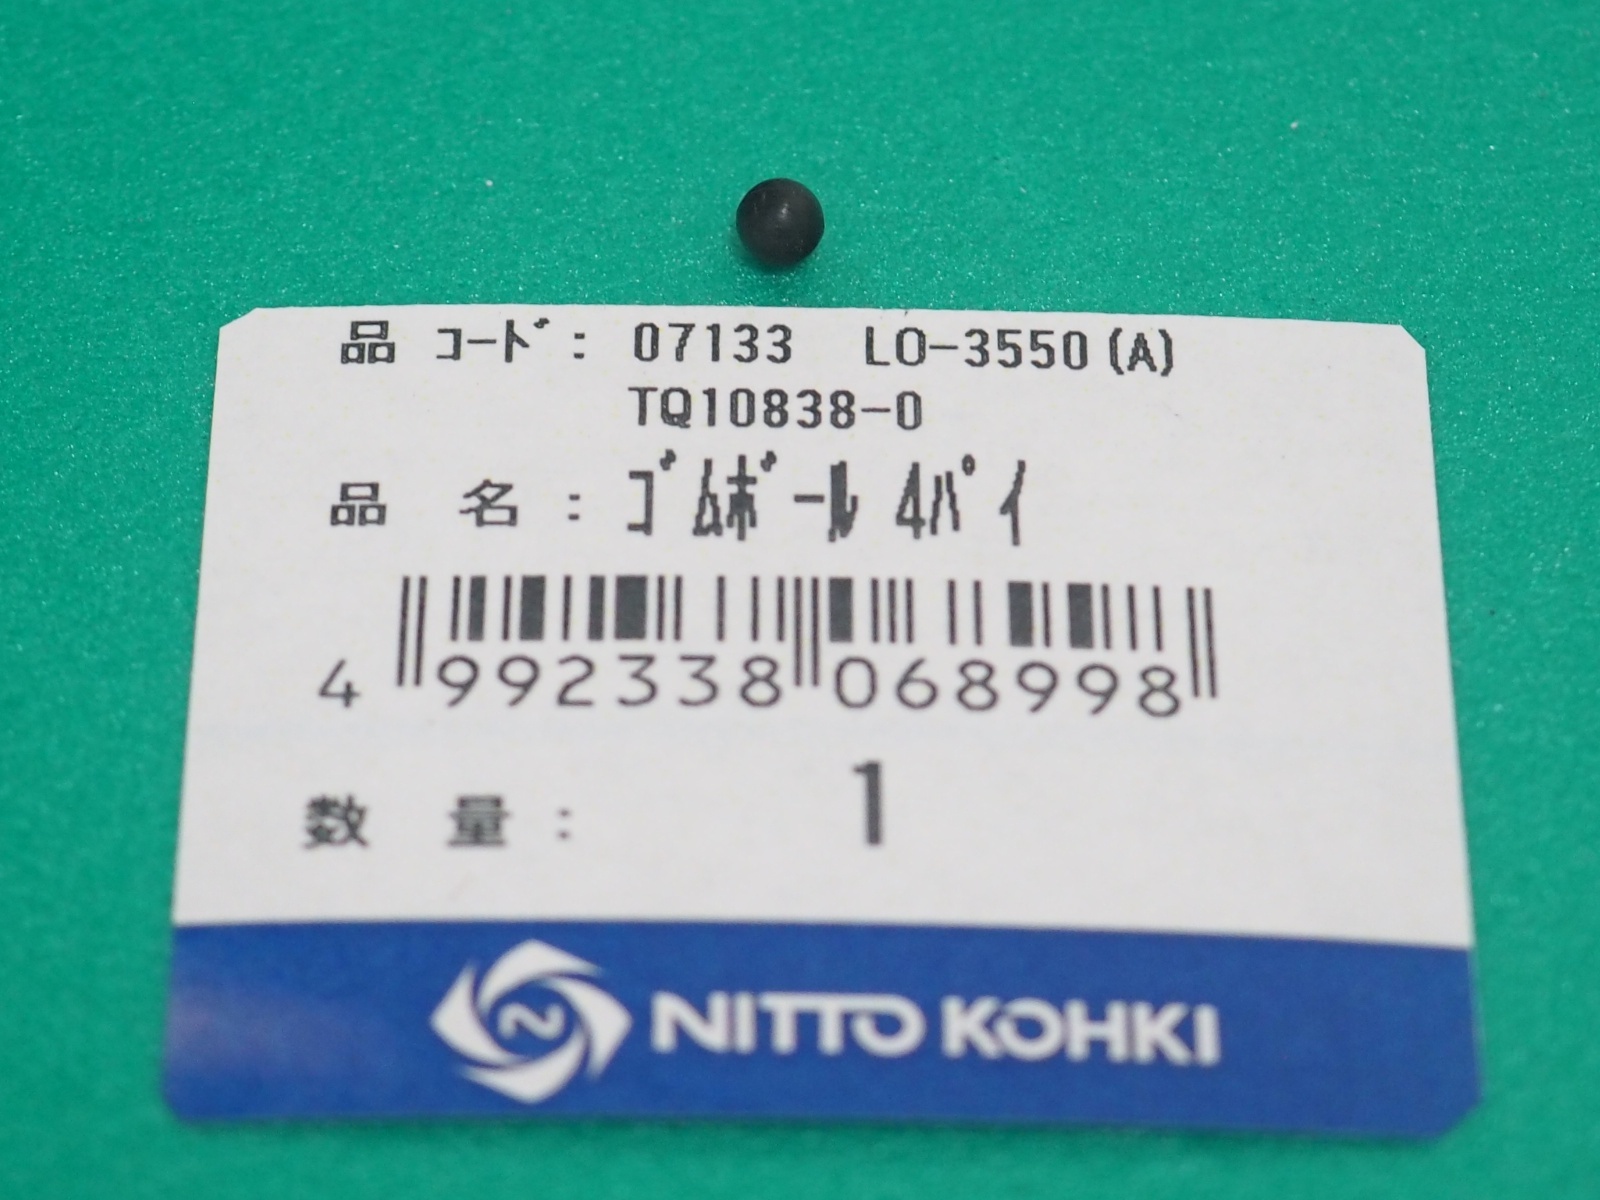 品 コード: 07133 LO-3550(A)
TQ10838-0
品 名: ゴムボール 4パイ
4 992338 068998
数 量: 1
NITTO KOHKI